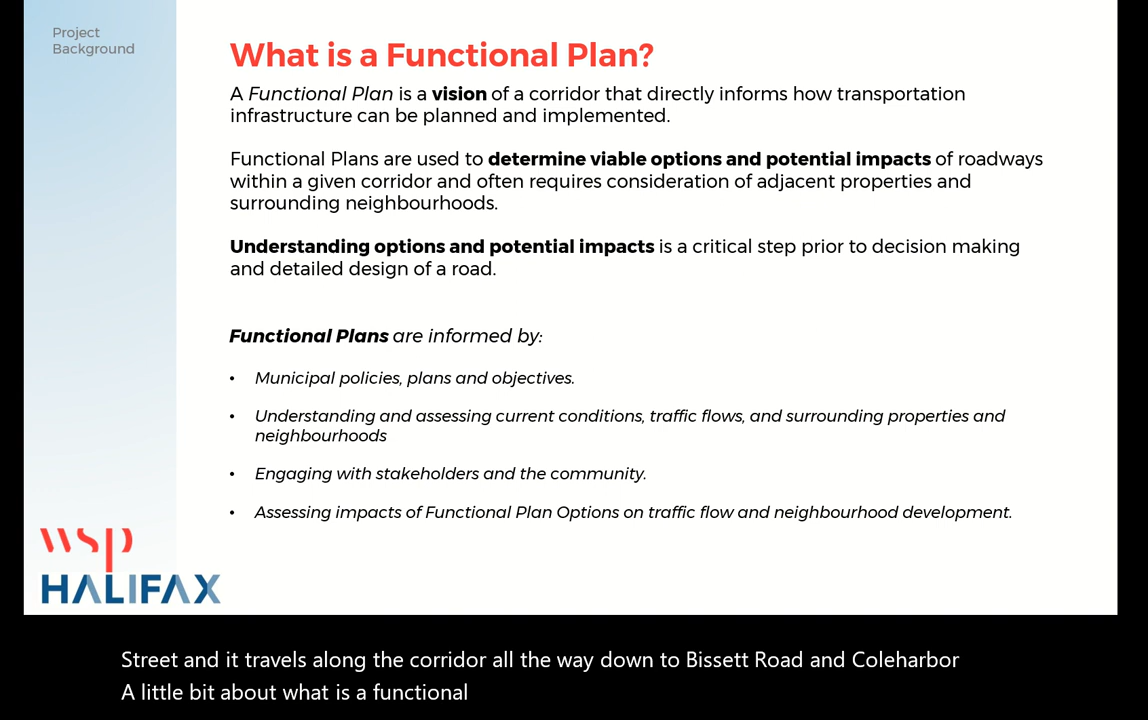 Project
Background
What is a Functional Plan?
A Functional Plan is a vision of a corridor that directly informs how transportation
infrastructure can be planned and implemented.
Functional Plans are used to determine viable options and potential impacts of roadways
within a given corridor and often requires consideration of adjacent properties and
surrounding neighbourhoods.
Understanding options and potential impacts is a critical step prior to decision making
and detailed design of a road.
Functional Plans are informed by:
• Municipal policies, plans and objectives.
• Understanding and assessing current conditions, traffic flows, and surrounding properties and
neighbourhoods
• Engaging with stakeholders and the community.
• Assessing impacts of Functional Plan Options on traffic flow and neighbourhood development.
wsp
HALIFAX
Street and it travels along the corridor all the way down to Bissett Road and Coleharbor
A little bit about what is a functional